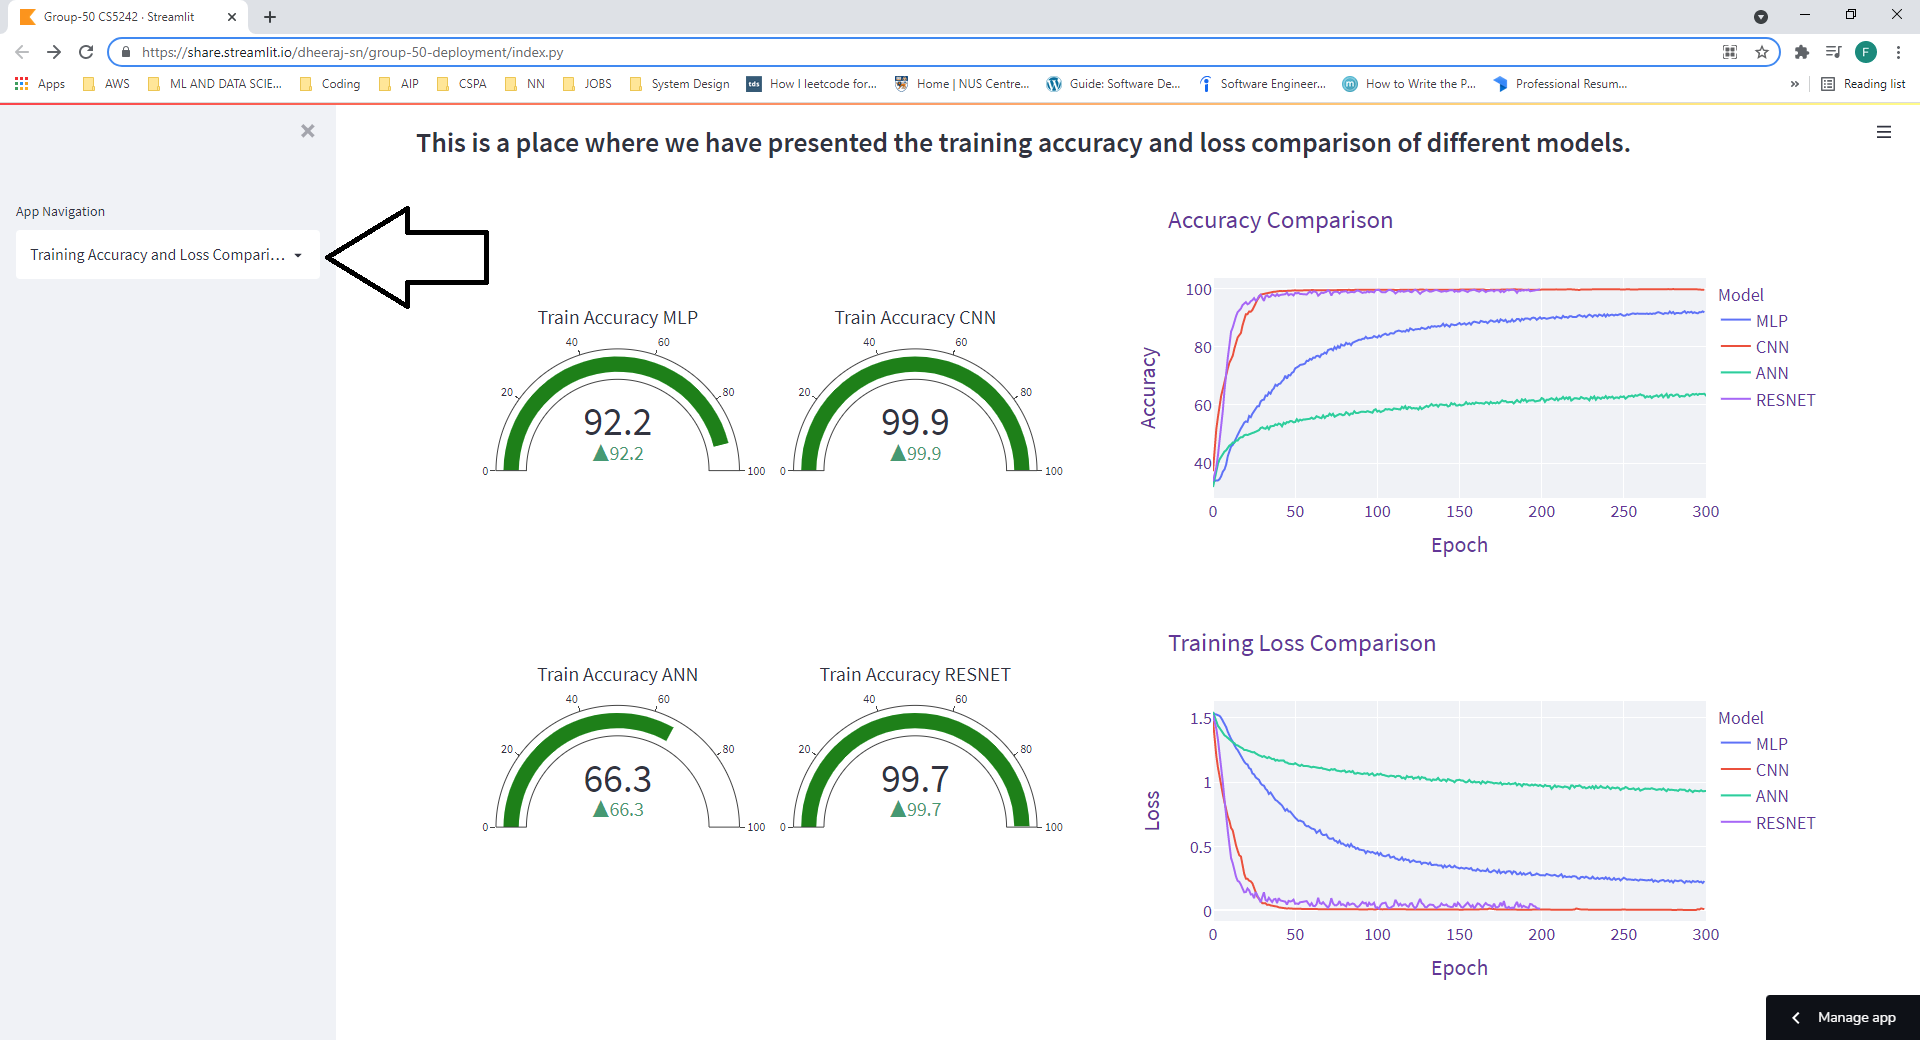 Group-50 CS5242 · Streamlit
https://share.streamlit.io/dheeraj-sn/group-50-deployment/index.py
F
Apps AWS ML AND DATA SCIE... Coding AIP CSPA NN JOBS System Design tds How I leetcode for... Home | NUS Centre... Guide: Software De... Software Engineer... m How to Write the P... Professional Resum... » Reading list
This is a place where we have presented the training accuracy and loss comparison of different models.
App Navigation
Training Accuracy and Loss Compari...
Train Accuracy MLP
0 20 40 60 80 100
92.2
▲92.2
Train Accuracy CNN
0 20 40 60 80 100
99.9
▲99.9
Accuracy Comparison
100
80
60
40
Accuracy
0 50 100 150 200 250 300
Epoch
Model
MLP
CNN
ANN
RESNET
Train Accuracy ANN
0 20 40 60 80 100
66.3
▲66.3
Train Accuracy RESNET
0 20 40 60 80 100
99.7
▲99.7
Training Loss Comparison
1.5
1
0.5
0
Loss
0 50 100 150 200 250 300
Epoch
Model
MLP
CNN
ANN
RESNET
Manage app